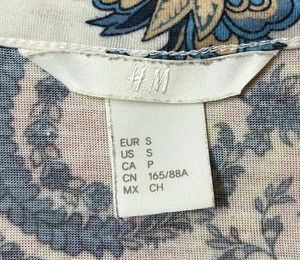 H&M
EUR S
US S
CA P
CN 165/88A
MX CH